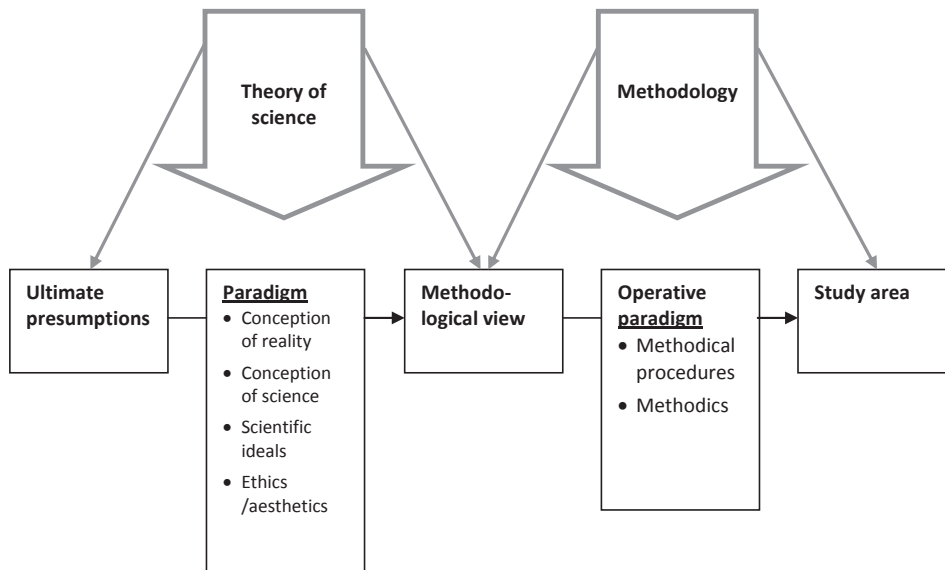 Theory of
science
Methodology
Ultimate
presumptions
Paradigm
• Conception
of reality
• Conception
of science
• Scientific
ideals
• Ethics
/aesthetics
Methodo-
logical view
Operative
paradigm
• Methodical
procedures
• Methodics
Study area